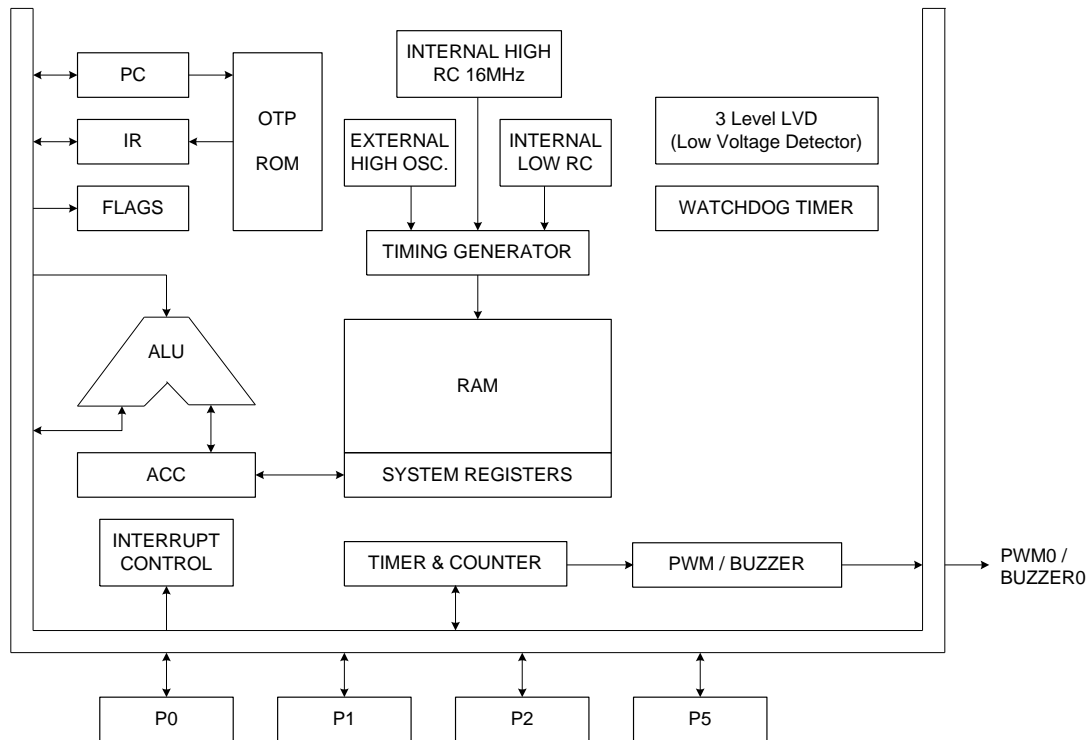 PC
IR
FLAGS
OTP
ROM
INTERNAL HIGH
RC 16MHz
EXTERNAL
HIGH OSC.
INTERNAL
LOW RC
TIMING GENERATOR
3 Level LVD
(Low Voltage Detector)
WATCHDOG TIMER
ALU
RAM
ACC
SYSTEM REGISTERS
INTERRUPT
CONTROL
TIMER & COUNTER
PWM / BUZZER
PWM0 /
BUZZER0
P0
P1
P2
P5